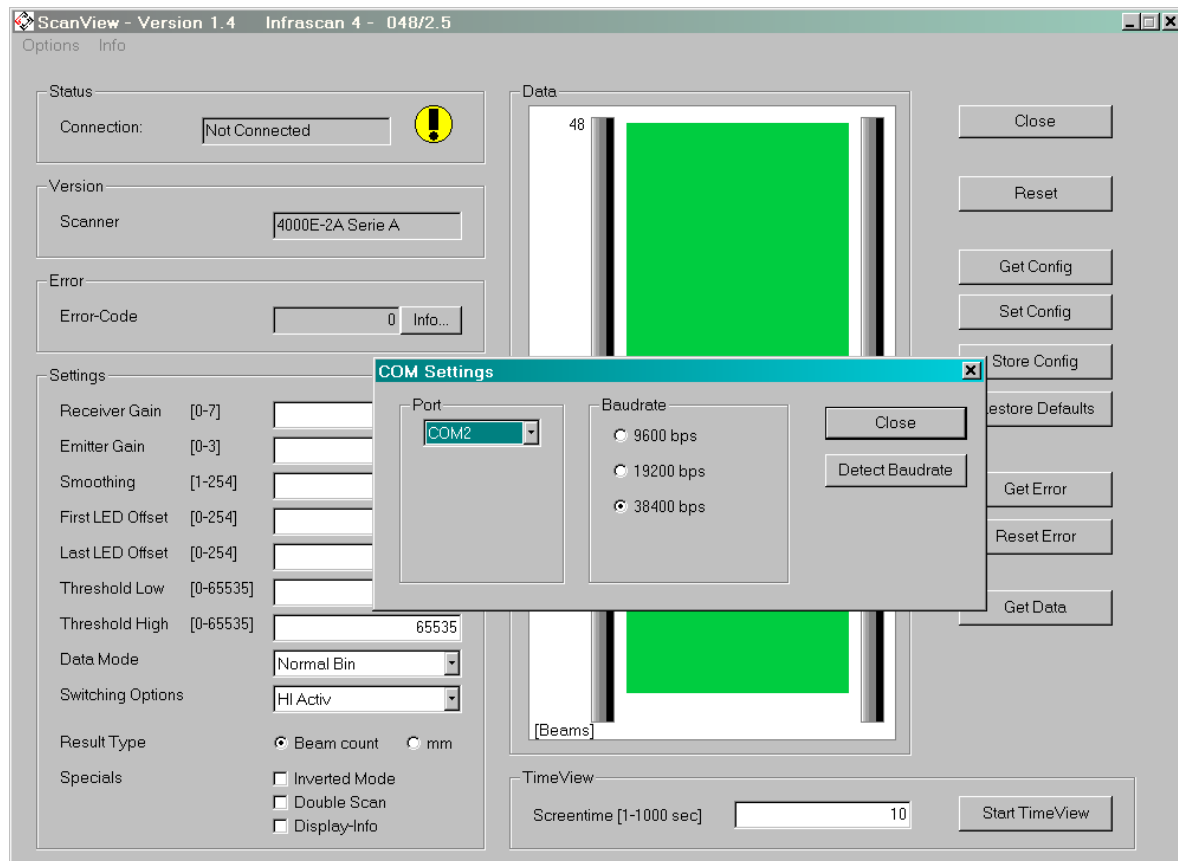 ScanView - Version 1.4    Infrascan 4 -  048/2.5
Options   Info
Status
Connection:
Not Connected
Version
Scanner
4000E-2A Serie A
Error
Error-Code
0
Info...
Settings
Receiver Gain    [0-7]
Emitter Gain    [0-3]
Smoothing    [1-254]
First LED Offset    [0-254]
Last LED Offset    [0-254]
Threshold Low    [0-65535]
Threshold High    [0-65535]    65535
Data Mode    Normal Bin
Switching Options    HI Activ
Result Type    Beam count    mm
Specials    Inverted Mode
Double Scan
Display-Info
Data
48
[Beams]
COM Settings
Port
COM2
Baudrate
9600 bps
19200 bps
38400 bps
Close
Detect Baudrate
TimeView
Screentime [1-1000 sec]    10
Start TimeView
Close
Reset
Get Config
Set Config
Store Config
estore Defaults
Get Error
Reset Error
Get Data